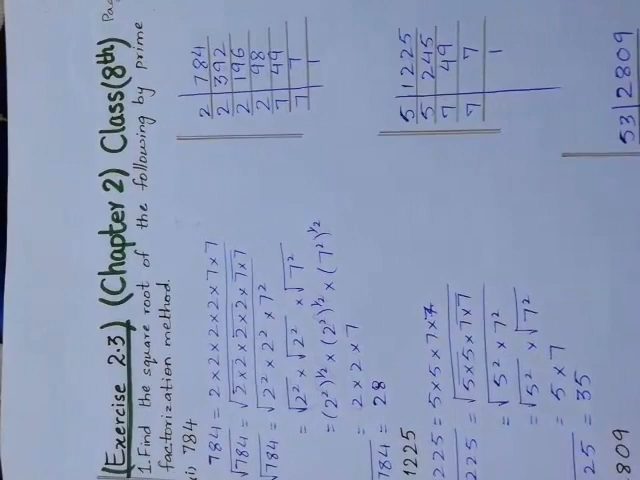 (Exercise 2.3) (Chapter 2) Class(8th)
1. Find the square root of the following by prime
factorization method.
(i) 784
784 = 2×2×2×2×7×7
√784 = √2×2×2×2×7×7
√784 = √2² × 2² × 7²
= √2² × √2² × √7²
= (2²)^½ × (2²)^½ × (7²)^½
= 2 × 2 × 7
784 = 28
2 | 784
2 | 392
2 | 196
2 | 98
7 | 49
7 | 7
1
1225
225 = 5×5×7×7
225 = √5×5×7×7
= √5² × 7²
= √5² × √7²
= 5 × 7
25 = 35
5 | 1225
5 | 245
7 | 49
7 | 7
1
809
53 | 2809